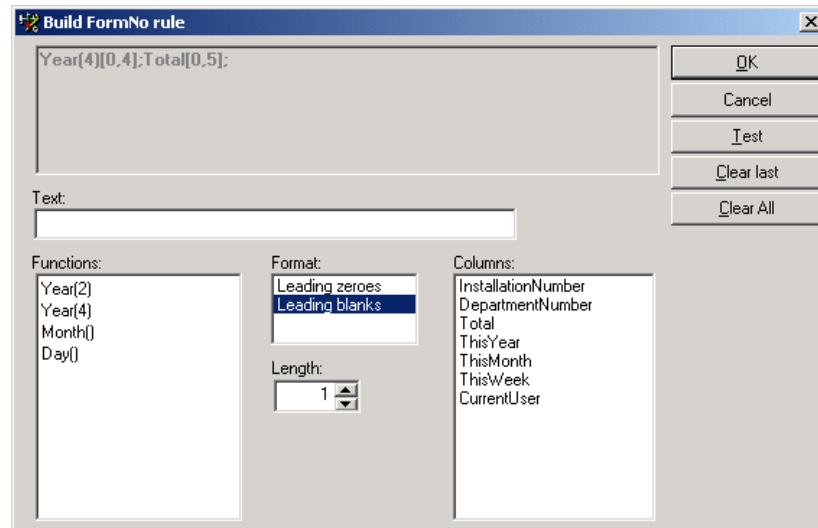 Build FormNo rule
Year(4)[0,4];Total[0,5];
OK
Cancel
Test
Clear last
Clear All
Text:
Functions:
Year(2)
Year(4)
Month()
Day()
Format:
Leading zeroes
Leading blanks
Length:
1
Columns:
InstallationNumber
DepartmentNumber
Total
ThisYear
ThisMonth
ThisWeek
CurrentUser